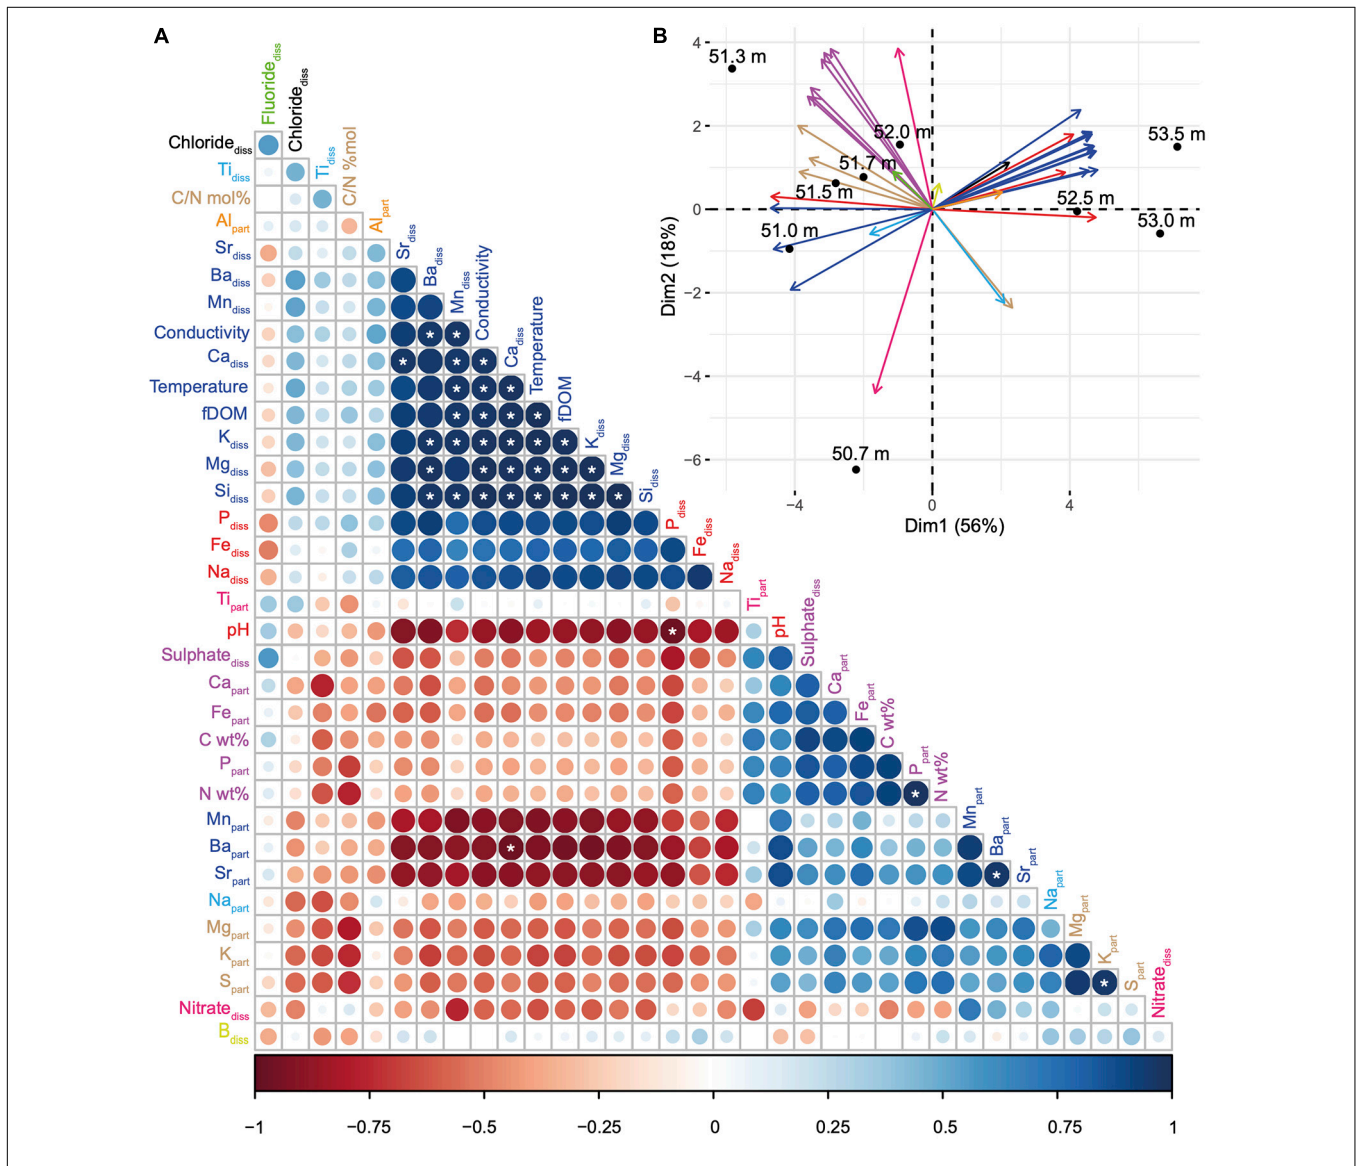 A
B
Fluoride diss
Chloride diss
Ti diss
C/N %mol
Al part
Sr diss
Ba diss
Mn diss
Conductivity
Ca diss
Temperature
fDOM
K diss
Mg diss
Si diss
P diss
Fe diss
Na diss
Ti part
pH
Sulphate diss
Ca part
Fe part
C wt%
P part
N wt%
Mn part
Ba part
Sr part
Na part
Mg part
K part
S part
Nitrate diss
Chloride diss
Ti diss
C/N mol%
Al part
Sr diss
Ba diss
Mn diss
Conductivity
Ca diss
Temperature
fDOM
K diss
Mg diss
Si diss
P diss
Fe diss
Na diss
Ti part
pH
Sulphate diss
Ca part
Fe part
C wt%
P part
N wt%
Mn part
Ba part
Sr part
Na part
Mg part
K part
S part
Nitrate diss
B diss
−1 −0.75 −0.5 −0.25 0 0.25 0.5 0.75 1
51.3 m
52.0 m
53.5 m
51.7 m
51.5 m
52.5 m
53.0 m
51.0 m
50.7 m
4
2
0
−2
−4
−6
Dim2 (18%)
−4 0 4
Dim1 (56%)